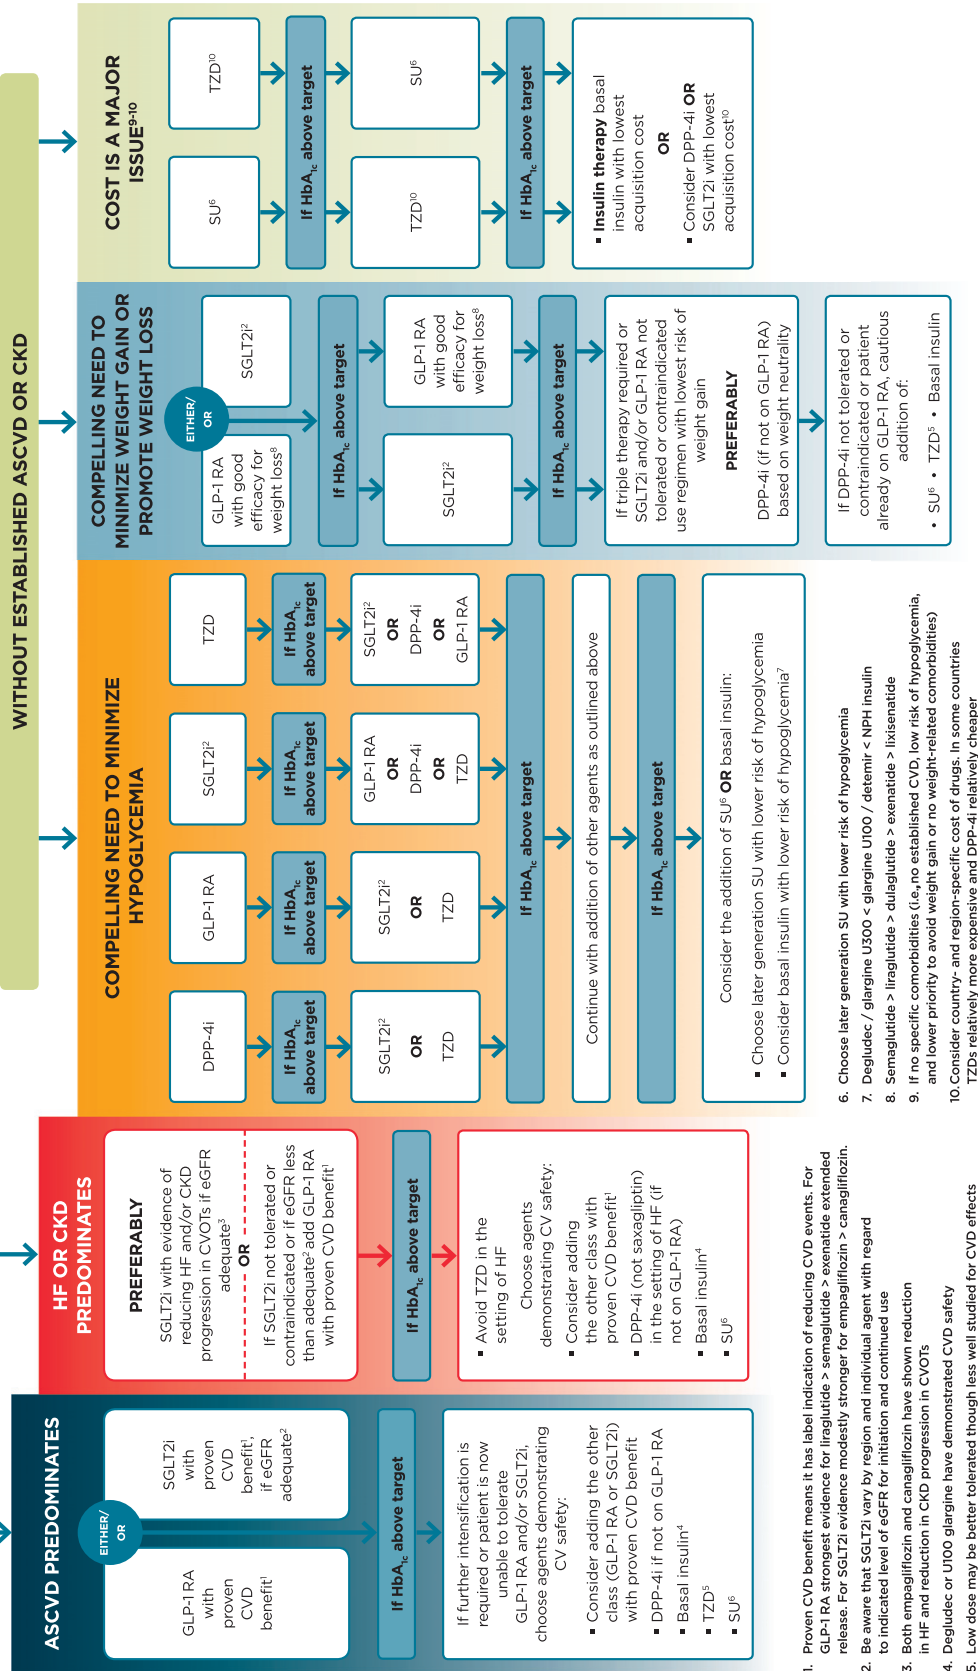 ASCVD PREDOMINATES
EITHER/
OR
GLP-1 RA
with
proven
CVD
benefit¹
SGLT2i
with
proven
CVD
benefit¹,
if eGFR
adequate²
If HbA1c above target
If further intensification is
required or patient is now
unable to tolerate
GLP-1 RA and/or SGLT2i,
choose agents demonstrating
CV safety:
▪ Consider adding the other
class (GLP-1 RA or SGLT2i)
with proven CVD benefit
▪ DPP-4i if not on GLP-1 RA
▪ Basal insulin⁴
▪ TZD⁵
▪ SU⁶
HF OR CKD
PREDOMINATES
PREFERABLY
SGLT2i with evidence of
reducing HF and/or CKD
progression in CVOTs if eGFR
adequate³
OR
If SGLT2i not tolerated or
contraindicated or if eGFR less
than adequate² add GLP-1 RA
with proven CVD benefit¹
If HbA1c above target
▪ Avoid TZD in the
setting of HF
Choose agents
demonstrating CV safety:
▪ Consider adding
the other class with
proven CVD benefit¹
▪ DPP-4i (not saxagliptin)
in the setting of HF (if
not on GLP-1 RA)
▪ Basal insulin⁴
▪ SU⁶
WITHOUT ESTABLISHED ASCVD OR CKD
COMPELLING NEED TO MINIMIZE
HYPOGLYCEMIA
DPP-4i
GLP-1 RA
SGLT2i²
TZD
If HbA1c
above target
If HbA1c
above target
If HbA1c
above target
If HbA1c
above target
SGLT2i²
OR
TZD
SGLT2i²
OR
TZD
GLP-1 RA
OR
DPP-4i
OR
TZD
SGLT2i²
OR
DPP-4i
OR
GLP-1 RA
If HbA1c above target
Continue with addition of other agents as outlined above
If HbA1c above target
Consider the addition of SU⁶ OR basal insulin:
▪ Choose later generation SU with lower risk of hypoglycemia
▪ Consider basal insulin with lower risk of hypoglycemia⁷
COMPELLING NEED TO
MINIMIZE WEIGHT GAIN OR
PROMOTE WEIGHT LOSS
EITHER/
OR
GLP-1 RA
with good
efficacy for
weight loss⁸
SGLT2i²
If HbA1c above target
SGLT2i²
GLP-1 RA
with good
efficacy for
weight loss⁸
If HbA1c above target
If triple therapy required or
SGLT2i and/or GLP-1 RA not
tolerated or contraindicated
use regimen with lowest risk of
weight gain
PREFERABLY
DPP-4i (if not on GLP-1 RA)
based on weight neutrality
If DPP-4i not tolerated or
contraindicated or patient
already on GLP-1 RA, cautious
addition of:
• SU⁶ • TZD⁵ • Basal insulin
COST IS A MAJOR
ISSUE⁹⁻¹⁰
SU⁶
TZD¹⁰
If HbA1c above target
TZD¹⁰
SU⁶
If HbA1c above target
▪ Insulin therapy basal
insulin with lowest
acquisition cost
OR
▪ Consider DPP-4i OR
SGLT2i with lowest
acquisition cost¹⁰
1. Proven CVD benefit means it has label indication of reducing CVD events. For
GLP-1 RA strongest evidence for liraglutide > semaglutide > exenatide extended
release. For SGLT2i evidence modestly stronger for empagliflozin > canagliflozin.
2. Be aware that SGLT2i vary by region and individual agent with regard
to indicated level of eGFR for initiation and continued use
3. Both empagliflozin and canagliflozin have shown reduction
in HF and reduction in CKD progression in CVOTs
4. Degludec or U100 glargine have demonstrated CVD safety
5. Low dose may be better tolerated though less well studied for CVD effects
6. Choose later generation SU with lower risk of hypoglycemia
7. Degludec / glargine U300 < glargine U100 / detemir < NPH insulin
8. Semaglutide > liraglutide > dulaglutide > exenatide > lixisenatide
9. If no specific comorbidities (i.e., no established CVD, low risk of hypoglycemia,
and lower priority to avoid weight gain or no weight-related comorbidities)
10. Consider country- and region-specific cost of drugs. In some countries
TZDs relatively more expensive and DPP-4i relatively cheaper